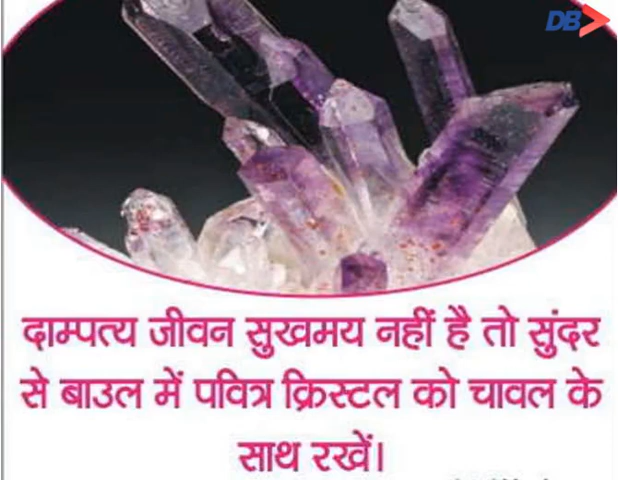 DB
दाम्पत्य जीवन सुखमय नहीं है तो सुंदर
से बाउल में पवित्र क्रिस्टल को चावल के
साथ रखें।